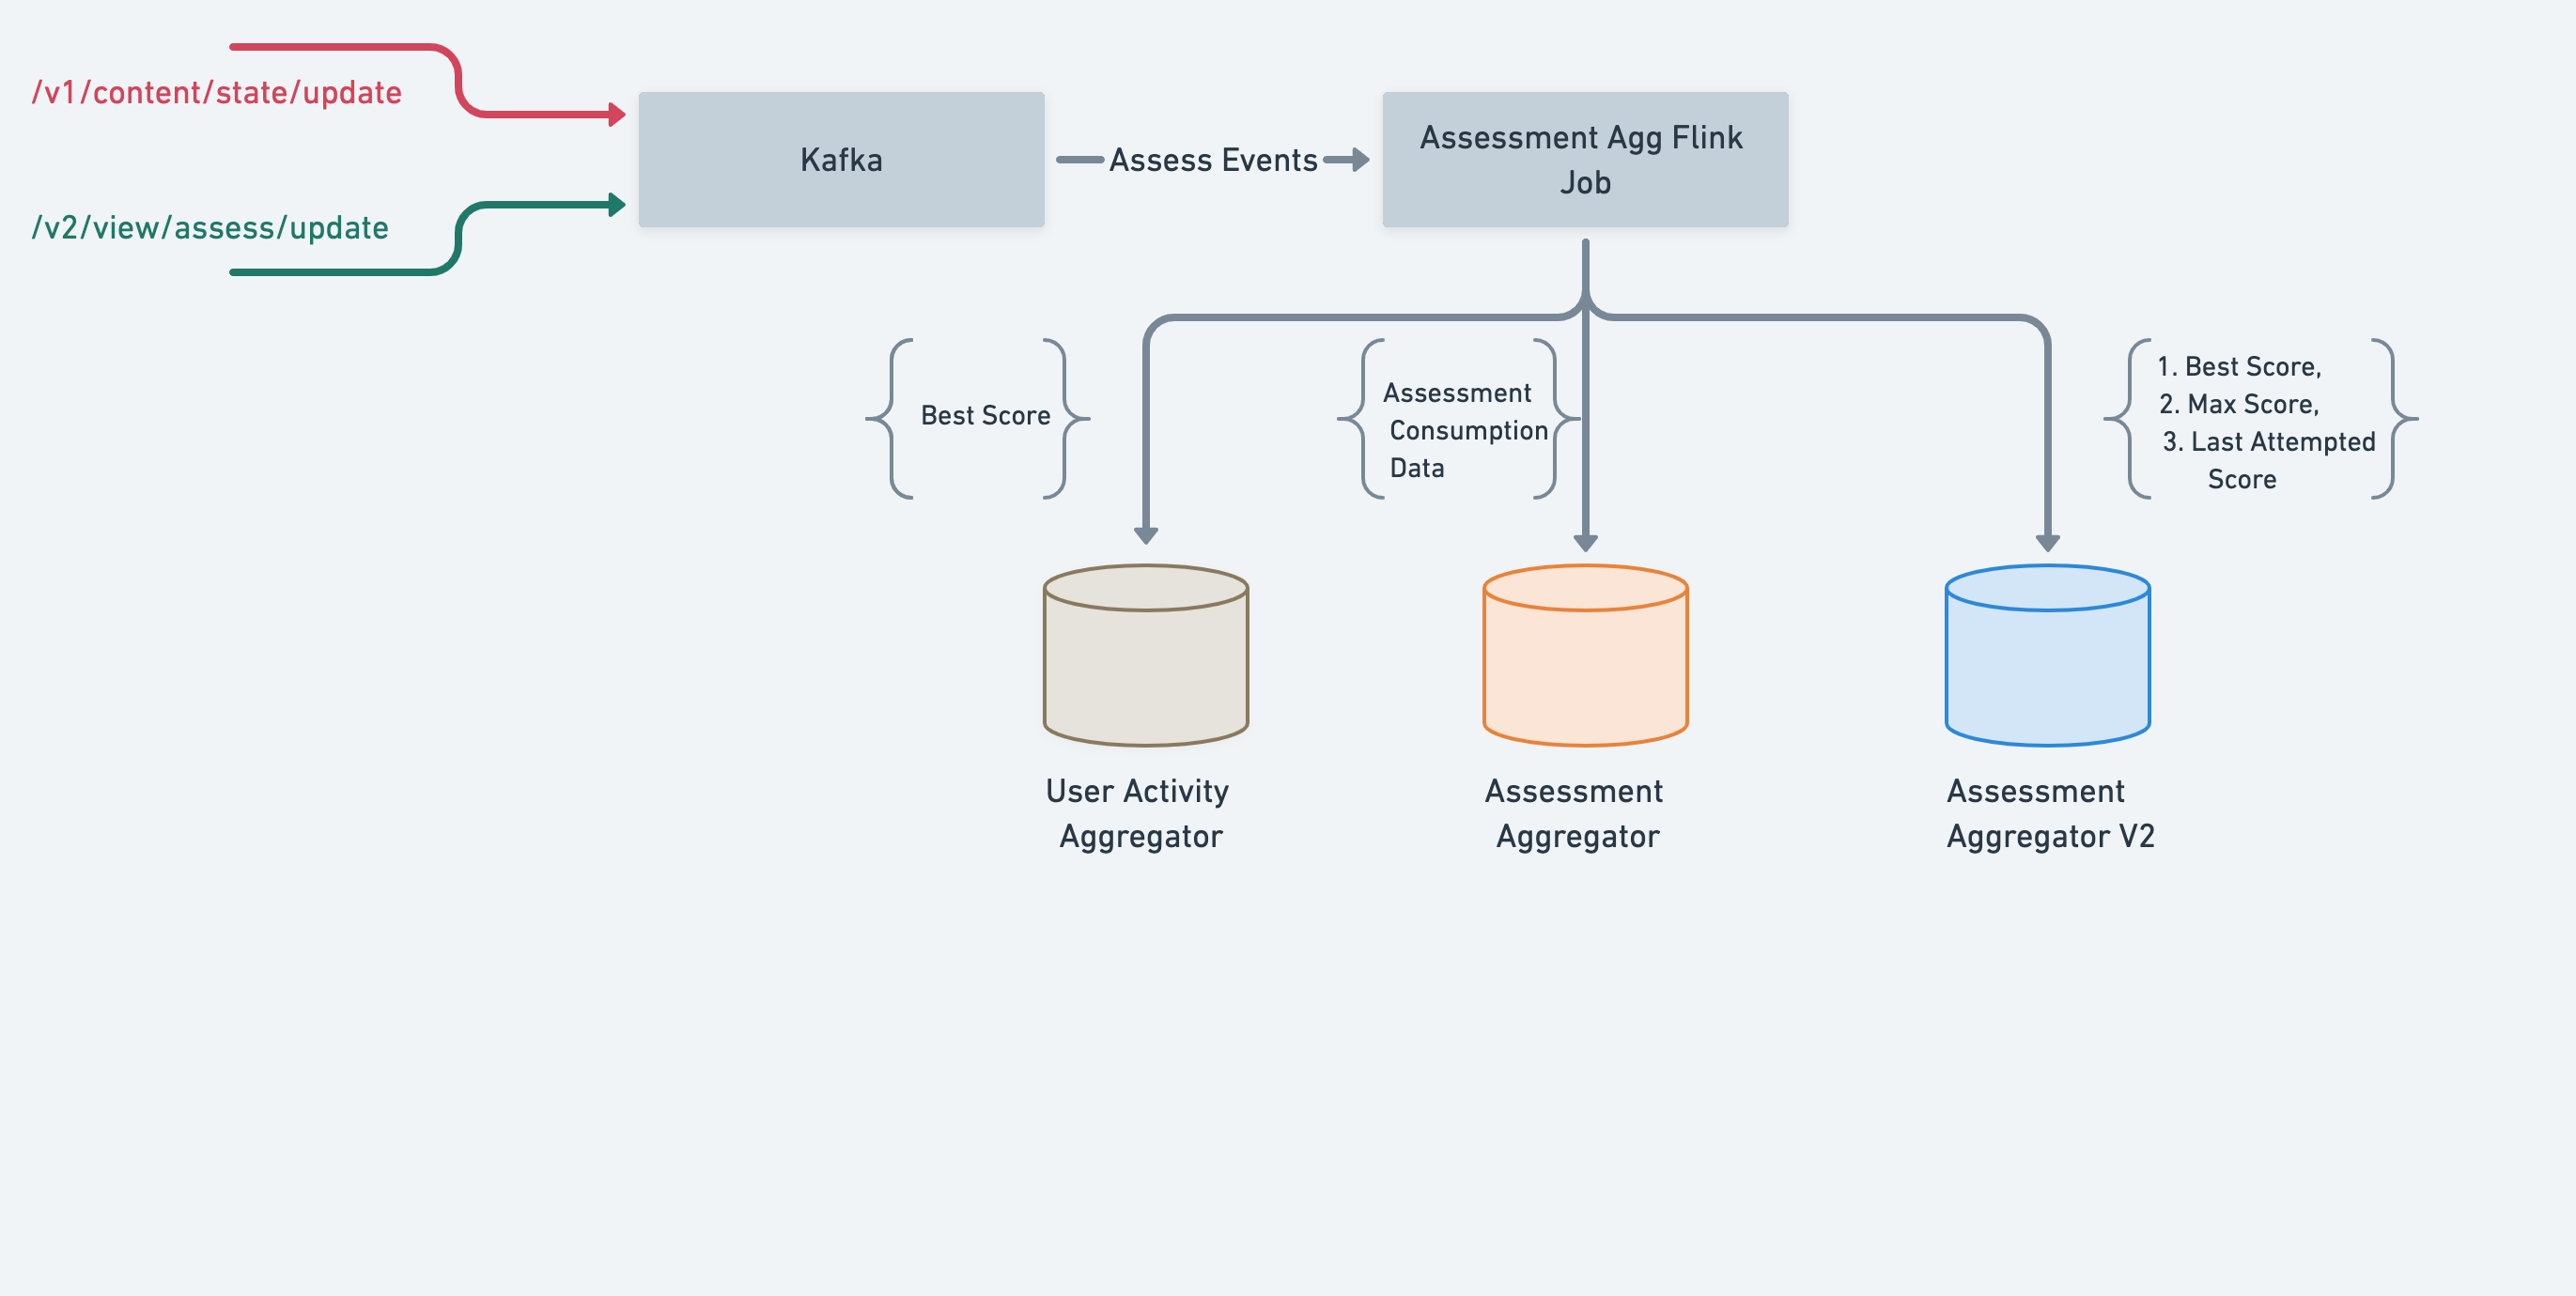 /v1/content/state/update
/v2/view/assess/update
Kafka
Assess Events
Assessment Agg Flink
Job
Best Score
Assessment
Consumption
Data
1. Best Score,
2. Max Score,
3. Last Attempted
Score
User Activity
Aggregator
Assessment
Aggregator
Assessment
Aggregator V2